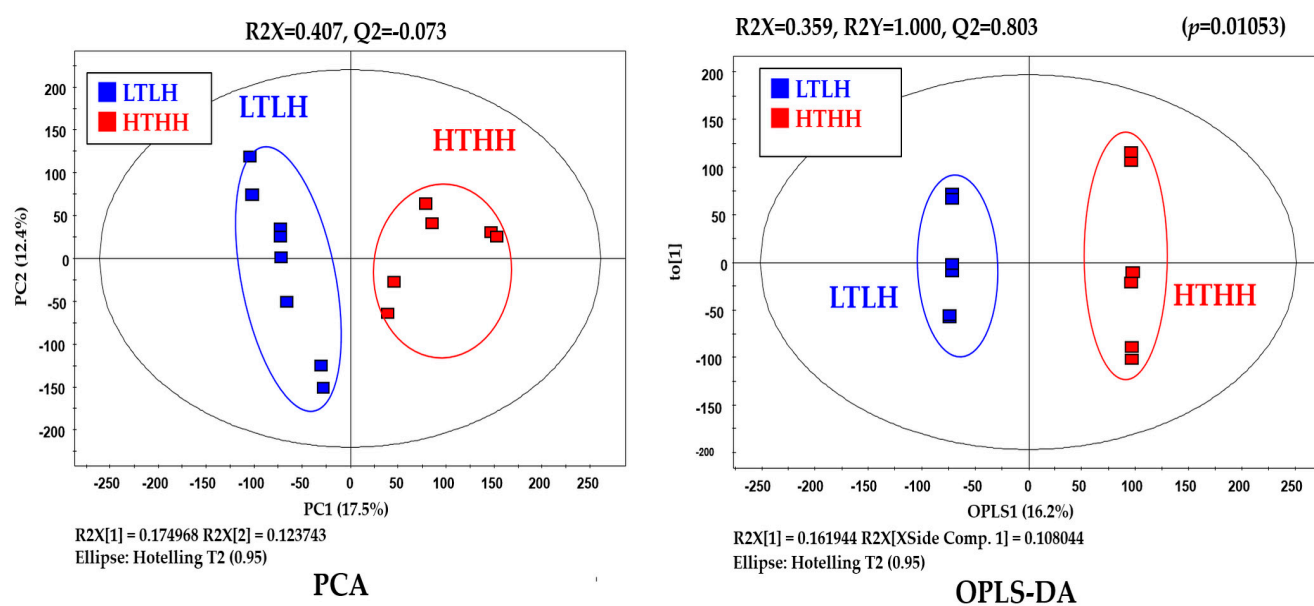 R2X=0.407, Q2=-0.073
LTLH
HTHH
LTLH
HTHH
PC2 (12.4%)
200
150
100
50
0
-50
-100
-150
-200
-250 -200 -150 -100 -50 0 50 100 150 200 250
PC1 (17.5%)
R2X[1] = 0.174968 R2X[2] = 0.123743
Ellipse: Hotelling T2 (0.95)
PCA
R2X=0.359, R2Y=1.000, Q2=0.803 (p=0.01053)
LTLH
HTHH
LTLH
HTHH
to[1]
200
150
100
50
0
-50
-100
-150
-200
-250 -200 -150 -100 -50 0 50 100 150 200 250
OPLS1 (16.2%)
R2X[1] = 0.161944 R2X[XSide Comp. 1] = 0.108044
Ellipse: Hotelling T2 (0.95)
OPLS-DA